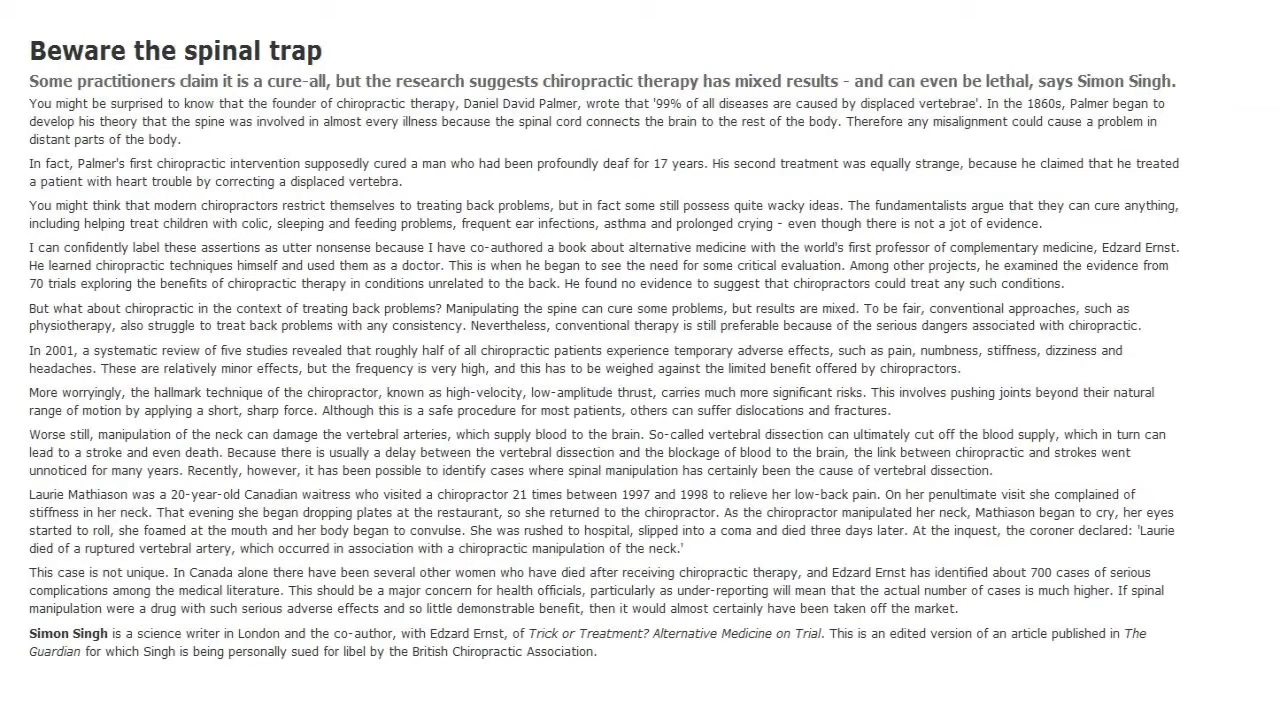 Beware the spinal trap
Some practitioners claim it is a cure-all, but the research suggests chiropractic therapy has mixed results - and can even be lethal, says Simon Singh.
You might be surprised to know that the founder of chiropractic therapy, Daniel David Palmer, wrote that '99% of all diseases are caused by displaced vertebrae'. In the 1860s, Palmer began to
develop his theory that the spine was involved in almost every illness because the spinal cord connects the brain to the rest of the body. Therefore any misalignment could cause a problem in
distant parts of the body.
In fact, Palmer's first chiropractic intervention supposedly cured a man who had been profoundly deaf for 17 years. His second treatment was equally strange, because he claimed that he treated
a patient with heart trouble by correcting a displaced vertebra.
You might think that modern chiropractors restrict themselves to treating back problems, but in fact some still possess quite wacky ideas. The fundamentalists argue that they can cure anything,
including helping treat children with colic, sleeping and feeding problems, frequent ear infections, asthma and prolonged crying - even though there is not a jot of evidence.
I can confidently label these assertions as utter nonsense because I have co-authored a book about alternative medicine with the world's first professor of complementary medicine, Edzard Ernst.
He learned chiropractic techniques himself and used them as a doctor. This is when he began to see the need for some critical evaluation. Among other projects, he examined the evidence from
70 trials exploring the benefits of chiropractic therapy in conditions unrelated to the back. He found no evidence to suggest that chiropractors could treat any such conditions.
But what about chiropractic in the context of treating back problems? Manipulating the spine can cure some problems, but results are mixed. To be fair, conventional approaches, such as
physiotherapy, also struggle to treat back problems with any consistency. Nevertheless, conventional therapy is still preferable because of the serious dangers associated with chiropractic.
In 2001, a systematic review of five studies revealed that roughly half of all chiropractic patients experience temporary adverse effects, such as pain, numbness, stiffness, dizziness and
headaches. These are relatively minor effects, but the frequency is very high, and this has to be weighed against the limited benefit offered by chiropractors.
More worryingly, the hallmark technique of the chiropractor, known as high-velocity, low-amplitude thrust, carries much more significant risks. This involves pushing joints beyond their natural
range of motion by applying a short, sharp force. Although this is a safe procedure for most patients, others can suffer dislocations and fractures.
Worse still, manipulation of the neck can damage the vertebral arteries, which supply blood to the brain. So-called vertebral dissection can ultimately cut off the blood supply, which in turn can
lead to a stroke and even death. Because there is usually a delay between the vertebral dissection and the blockage of blood to the brain, the link between chiropractic and strokes went
unnoticed for many years. Recently, however, it has been possible to identify cases where spinal manipulation has certainly been the cause of vertebral dissection.
Laurie Mathiason was a 20-year-old Canadian waitress who visited a chiropractor 21 times between 1997 and 1998 to relieve her low-back pain. On her penultimate visit she complained of
stiffness in her neck. That evening she began dropping plates at the restaurant, so she returned to the chiropractor. As the chiropractor manipulated her neck, Mathiason began to cry, her eyes
started to roll, she foamed at the mouth and her body began to convulse. She was rushed to hospital, slipped into a coma and died three days later. At the inquest, the coroner declared: 'Laurie
died of a ruptured vertebral artery, which occurred in association with a chiropractic manipulation of the neck.'
This case is not unique. In Canada alone there have been several other women who have died after receiving chiropractic therapy, and Edzard Ernst has identified about 700 cases of serious
complications among the medical literature. This should be a major concern for health officials, particularly as under-reporting will mean that the actual number of cases is much higher. If spinal
manipulation were a drug with such serious adverse effects and so little demonstrable benefit, then it would almost certainly have been taken off the market.
Simon Singh is a science writer in London and the co-author, with Edzard Ernst, of Trick or Treatment? Alternative Medicine on Trial. This is an edited version of an article published in The
Guardian for which Singh is being personally sued for libel by the British Chiropractic Association.